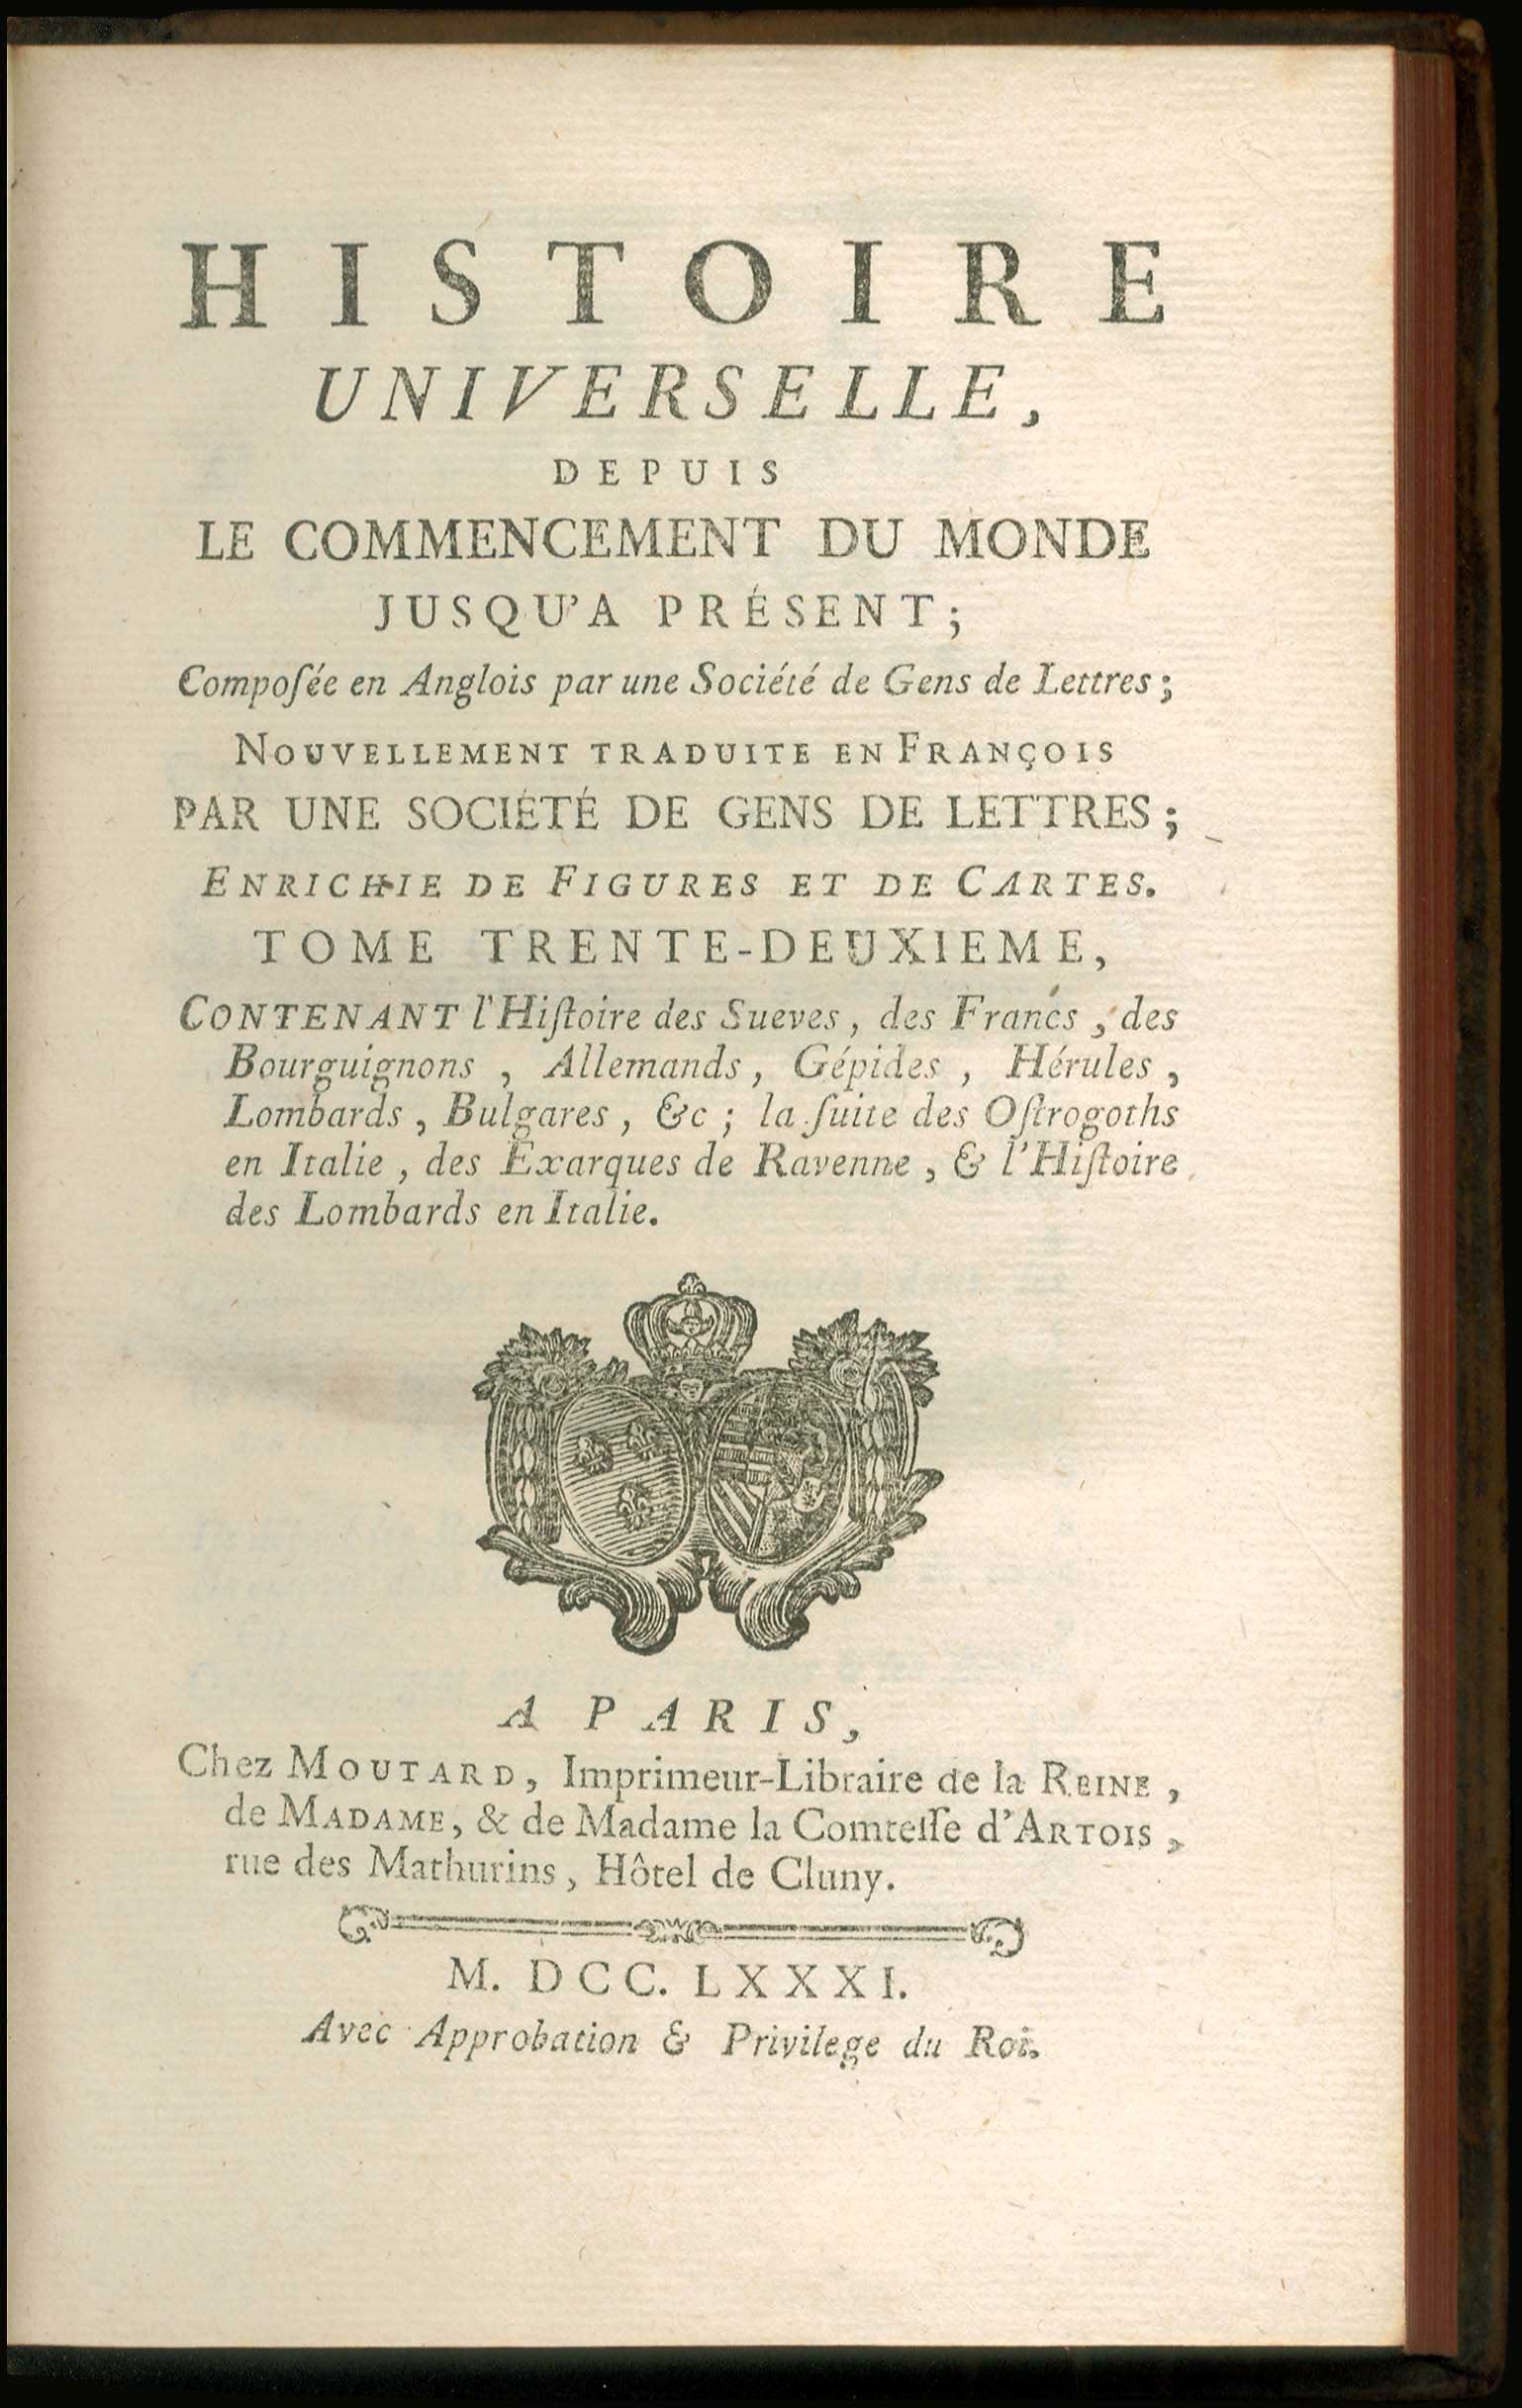 HISTOIRE
UNIVERSELLE,
DEPUIS
LE COMMENCEMENT DU MONDE
JUSQU'A PRÉSENT;
Compoſée en Anglois par une Société de Gens de Lettres;
NOUVELLEMENT TRADUITE EN FRANÇOIS
PAR UNE SOCIÉTÉ DE GENS DE LETTRES;
ENRICHIE DE FIGURES ET DE CARTES.
TOME TRENTE-DEUXIEME,
CONTENANT l'Hiſtoire des Sueves, des Francs, des
Bourguignons, Allemands, Gépides, Hérules,
Lombards, Bulgares, &c; la ſuite des Oſtrogoths
en Italie, des Exarques de Ravenne, & l'Hiſtoire
des Lombards en Italie.
A PARIS,
Chez MOUTARD, Imprimeur-Libraire de la REINE,
de MADAME, & de Madame la Comteſſe d'ARTOIS,
rue des Mathurins, Hôtel de Cluny.
M. DCC. LXXXI.
Avec Approbation & Privilege du Roi.